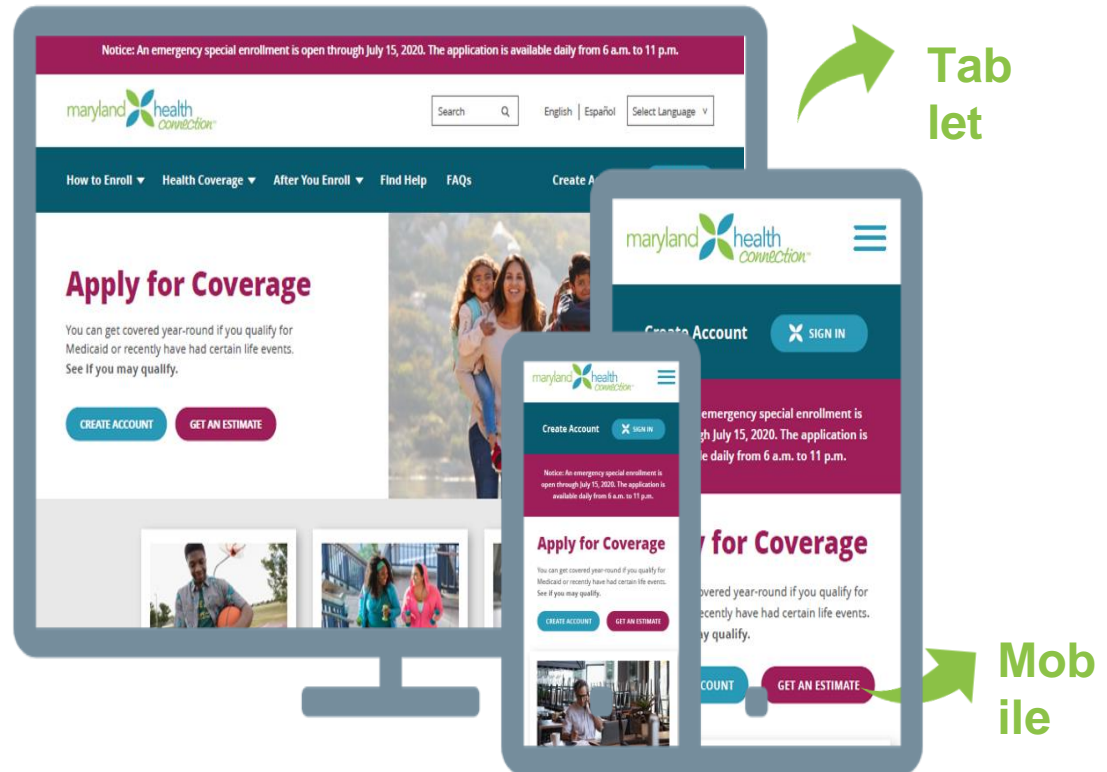 Notice: An emergency special enrollment is open through July 15, 2020. The application is available daily from 6 a.m. to 11 p.m.
maryland health
connection
Search
English | Español
Select Language
How to Enroll
Health Coverage
After You Enroll
Find Help
FAQs
Create A
Apply for Coverage
You can get covered year-round if you qualify for
Medicaid or recently have had certain life events.
See if you may qualify.
CREATE ACCOUNT
GET AN ESTIMATE
Tab
let
maryland health
connection
Create Account
SIGN IN
emergency special enrollment is
gh July 15, 2020. The application is
e daily from 6 a.m. to 11 p.m.
y for Coverage
overed year-round if you qualify for
recently have had certain life events.
ay qualify.
COUNT
GET AN ESTIMATE
maryland health
connection
Create Account
SIGN IN
Notice: An emergency special enrollment is
open through July 15, 2020. The application is
available daily from 6 a.m. to 11 p.m.
Apply for Coverage
You can get covered year-round if you qualify for
Medicaid or recently have had certain life events.
See if you may qualify.
CREATE ACCOUNT
GET AN ESTIMATE
Mob
ile